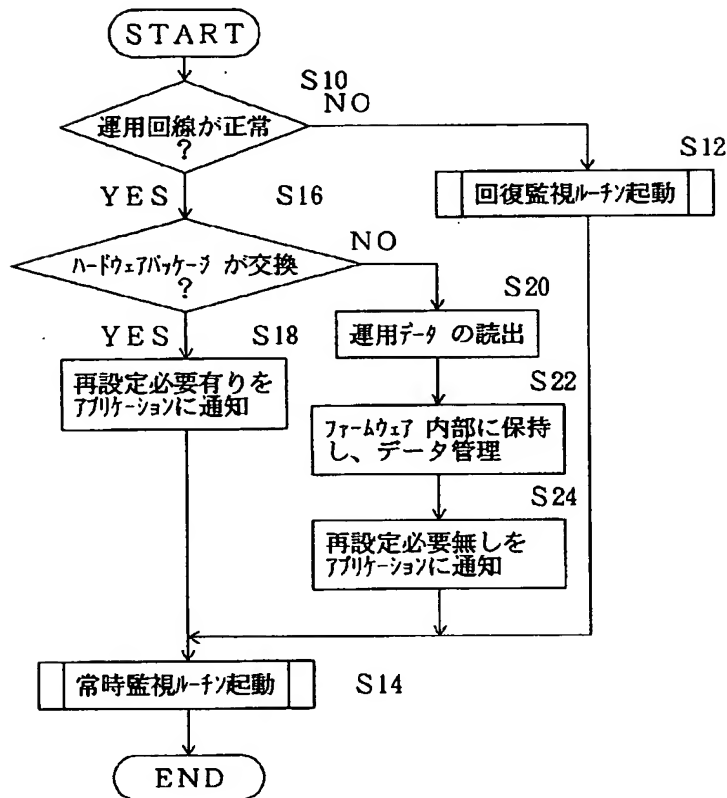 START
S10
NO
運用回線が正常
?
S12
回復監視ルーチン起動
YES
S16
ハードウェアパッケージ が交換
?
NO
S20
運用データ の読出
YES
S18
再設定必要有りを
アプリケーションに通知
S22
ファームウェア 内部に保持
し、データ管理
S24
再設定必要無しを
アプリケーションに通知
常時監視ルーチン起動
S14
END